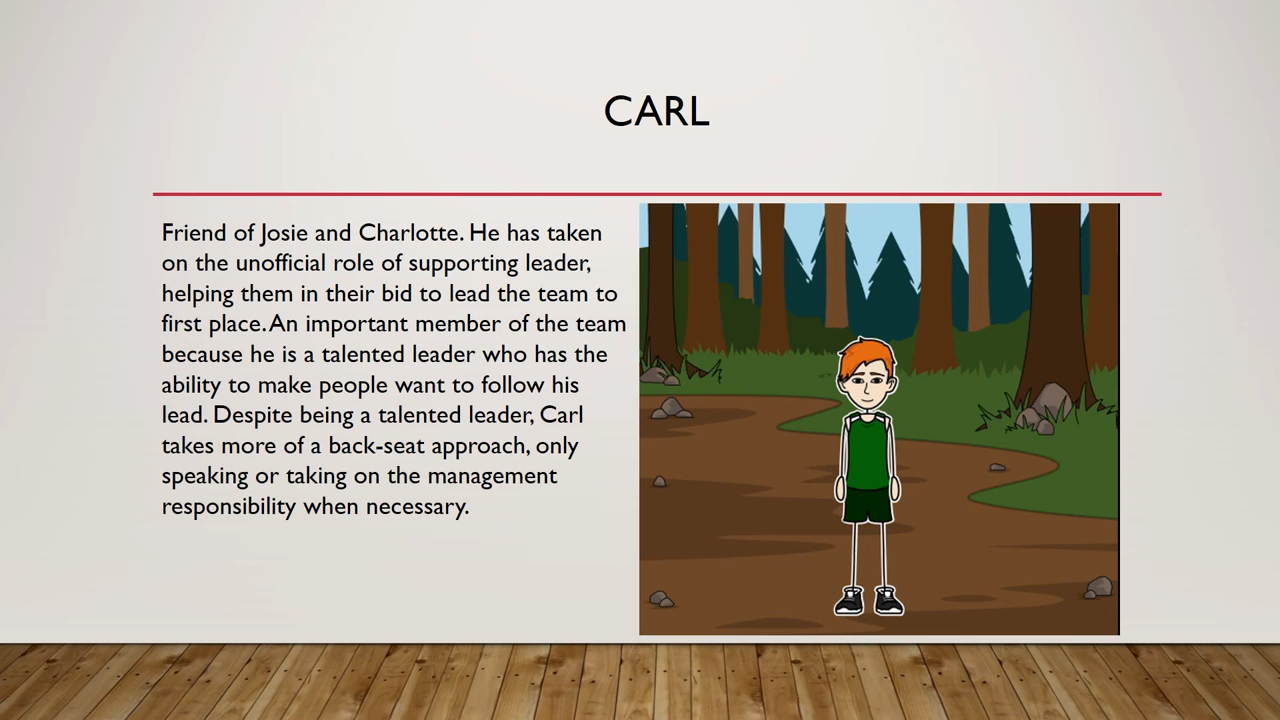 CARL
Friend of Josie and Charlotte. He has taken
on the unofficial role of supporting leader,
helping them in their bid to lead the team to
first place. An important member of the team
because he is a talented leader who has the
ability to make people want to follow his
lead. Despite being a talented leader, Carl
takes more of a back-seat approach, only
speaking or taking on the management
responsibility when necessary.